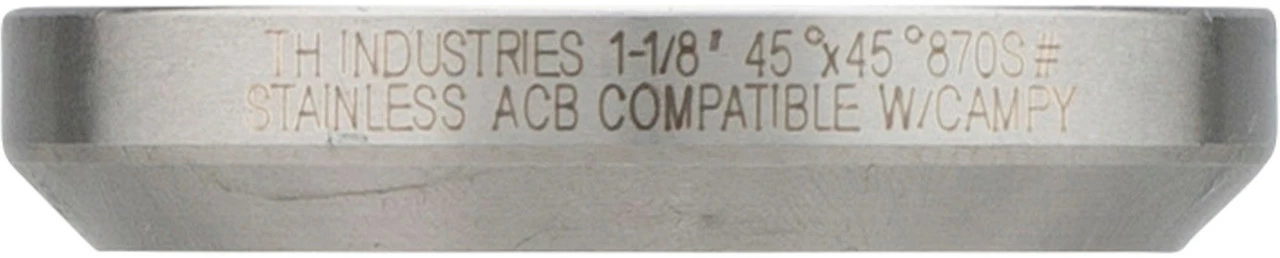 TH INDUSTRIES 1-1/8" 45°x45°870S#
STAINLESS ACB COMPATIBLE W/CAMPY